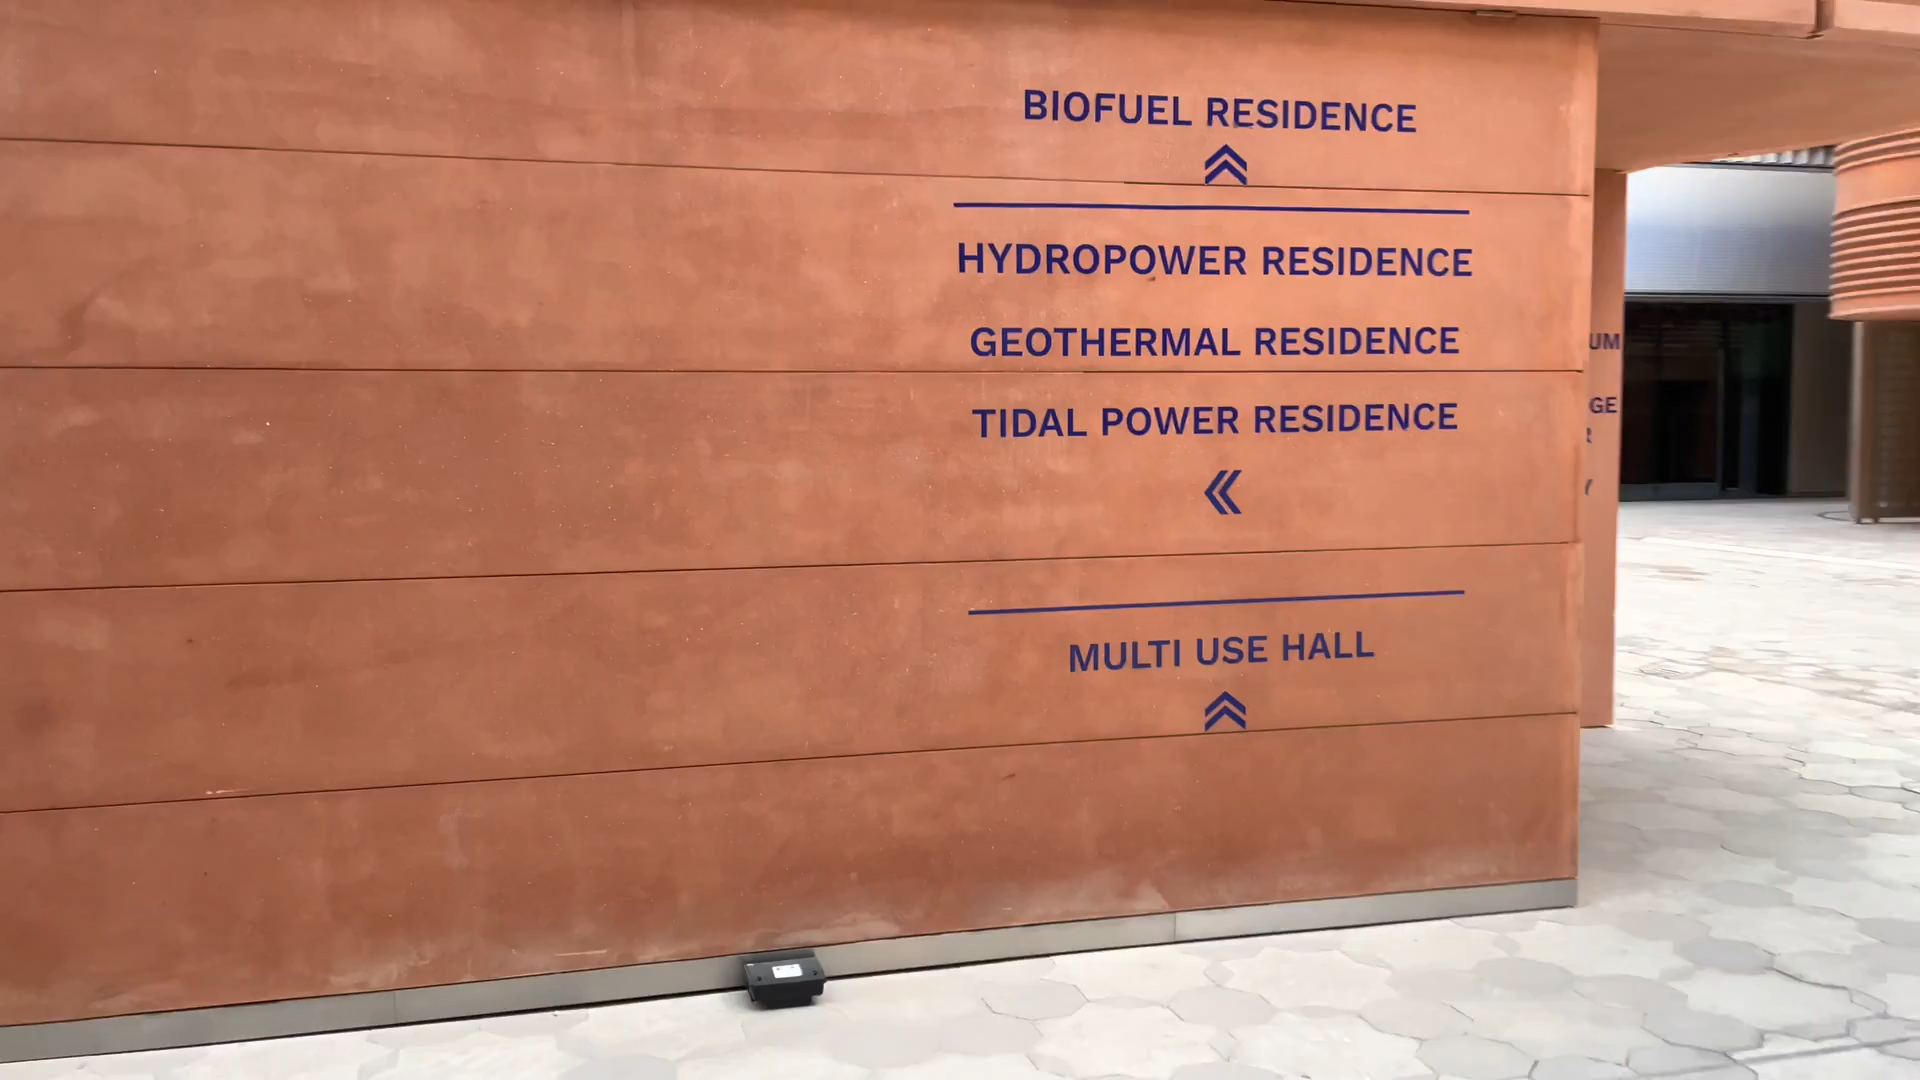 BIOFUEL RESIDENCE
HYDROPOWER RESIDENCE
GEOTHERMAL RESIDENCE
TIDAL POWER RESIDENCE
MULTI USE HALL